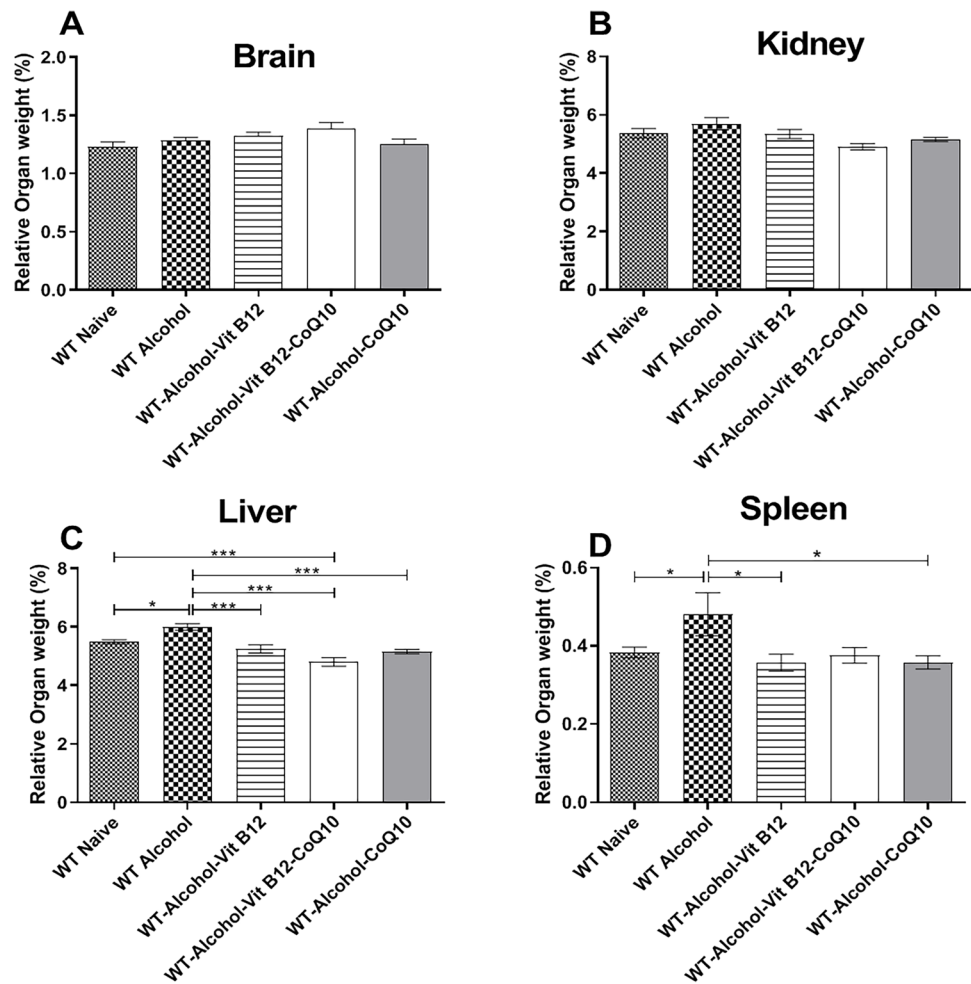 A
Brain
Relative Organ weight (%)
2.0
1.5
1.0
0.5
0.0
WT Naive
WT Alcohol
WT-Alcohol-Vit B12
WT-Alcohol-Vit B12-CoQ10
WT-Alcohol-CoQ10
B
Kidney
Relative Organ weight (%)
8
6
4
2
0
WT Naive
WT Alcohol
WT-Alcohol-Vit B12
WT-Alcohol-Vit B12-CoQ10
WT-Alcohol-CoQ10
C
Liver
Relative Organ weight (%)
8
6
4
2
0
***
***
***
* ***
WT Naive
WT Alcohol
WT-Alcohol-Vit B12
WT-Alcohol-Vit B12-CoQ10
WT-Alcohol-CoQ10
D
Spleen
Relative Organ weight (%)
0.6
0.4
0.2
0.0
*
* *
WT Naive
WT Alcohol
WT-Alcohol-Vit B12
WT-Alcohol-Vit B12-CoQ10
WT-Alcohol-CoQ10